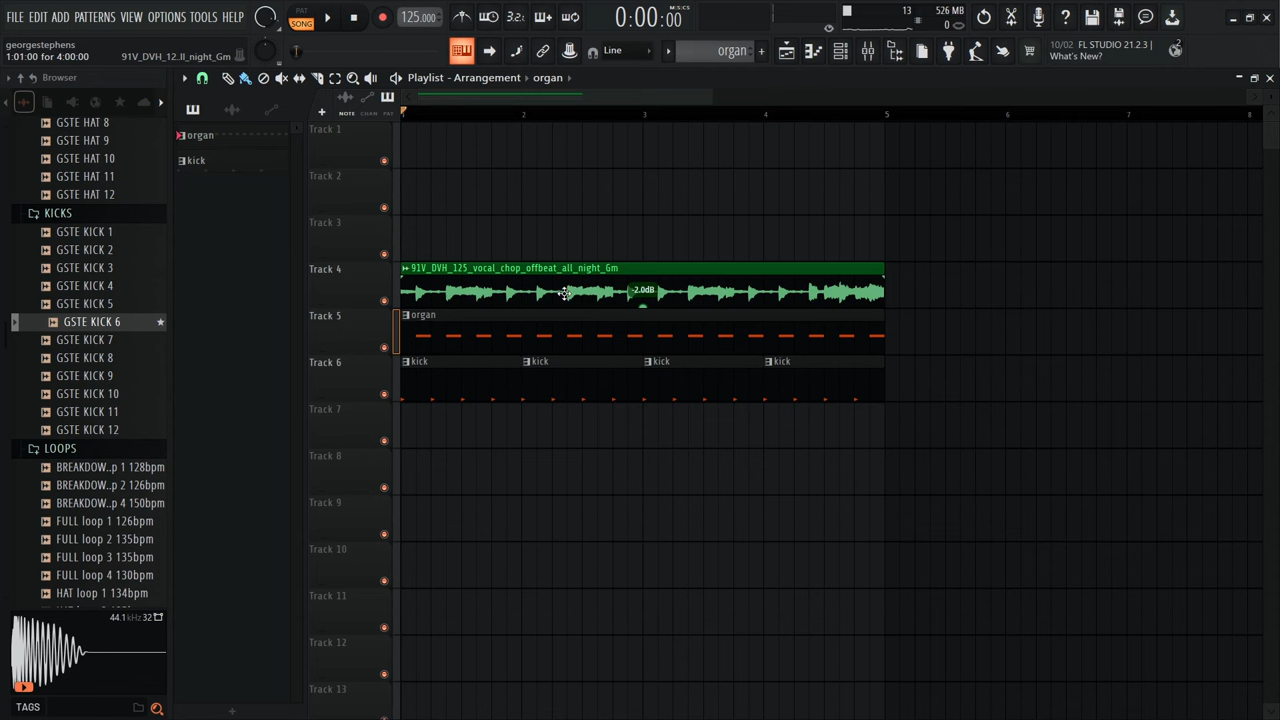 FILE EDIT ADD PATTERNS VIEW OPTIONS TOOLS HELP
PAT
SONG
125.000
3.2.
0:00:00
M:S:CS
13
526 MB
0
georgestephens
1:01:00 for 4:00:00
91V_DVH_12..ll_night_Gm
Line
organ
10/02 FL STUDIO 21.2.3
What's New?
Browser
Playlist - Arrangement › organ ›
NOTE CHAN PAT
1 2 3 4 5 6 7 8
GSTE HAT 8
GSTE HAT 9
GSTE HAT 10
GSTE HAT 11
GSTE HAT 12
KICKS
GSTE KICK 1
GSTE KICK 2
GSTE KICK 3
GSTE KICK 4
GSTE KICK 5
GSTE KICK 6
GSTE KICK 7
GSTE KICK 8
GSTE KICK 9
GSTE KICK 10
GSTE KICK 11
GSTE KICK 12
LOOPS
BREAKDOW..p 1 128bpm
BREAKDOW..p 2 126bpm
BREAKDOW..p 4 150bpm
FULL loop 1 126bpm
FULL loop 2 135bpm
FULL loop 3 135bpm
FULL loop 4 130bpm
HAT loop 1 134bpm
44.1kHz 32
TAGS
organ
kick
Track 1
Track 2
Track 3
Track 4
91V_DVH_125_vocal_chop_offbeat_all_night_Gm
-2.0dB
Track 5
organ
Track 6
kick kick kick kick
Track 7
Track 8
Track 9
Track 10
Track 11
Track 12
Track 13